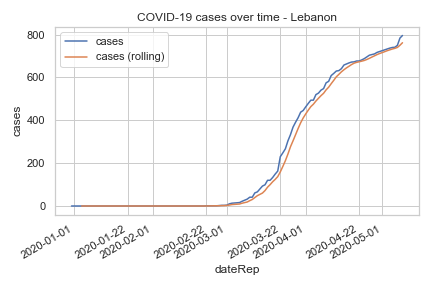 COVID-19 cases over time - Lebanon
cases
cases (rolling)
800
600
400
200
0
cases
2020-01-01
2020-01-22
2020-02-01
2020-02-22
2020-03-01
2020-03-22
2020-04-01
2020-04-22
2020-05-01
dateRep